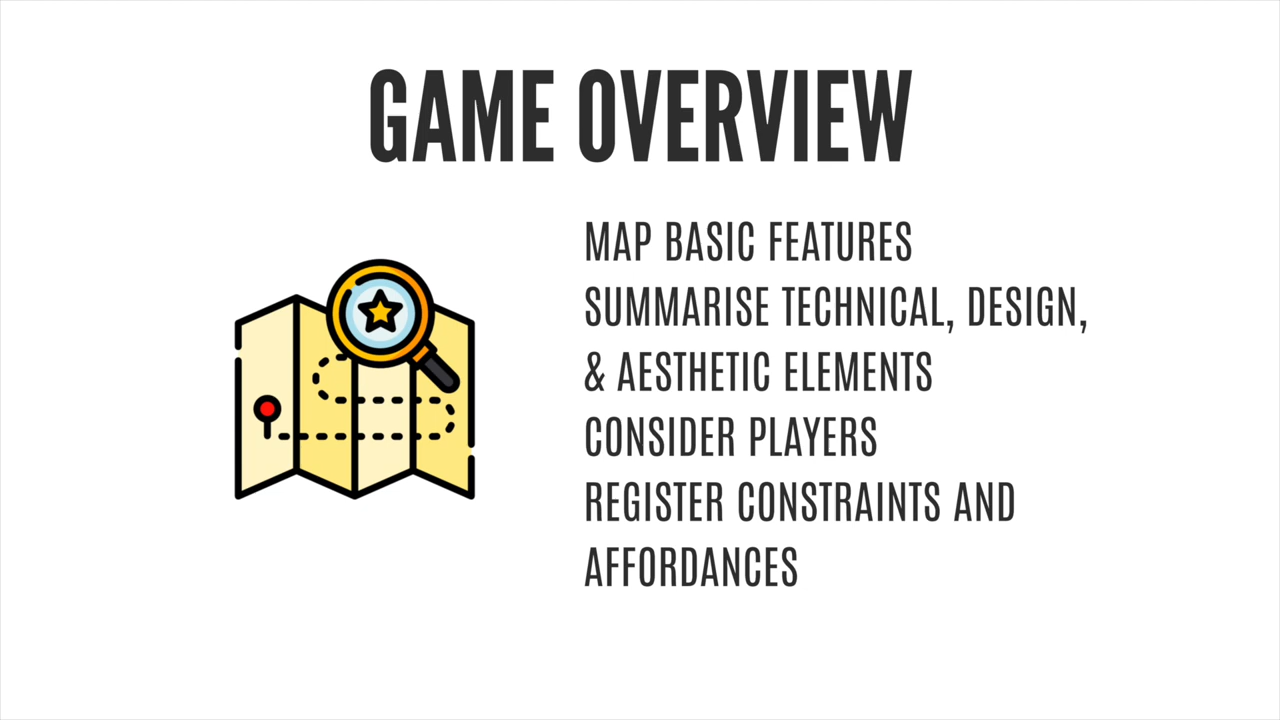 GAME OVERVIEW
MAP BASIC FEATURES
SUMMARISE TECHNICAL, DESIGN,
& AESTHETIC ELEMENTS
CONSIDER PLAYERS
REGISTER CONSTRAINTS AND
AFFORDANCES